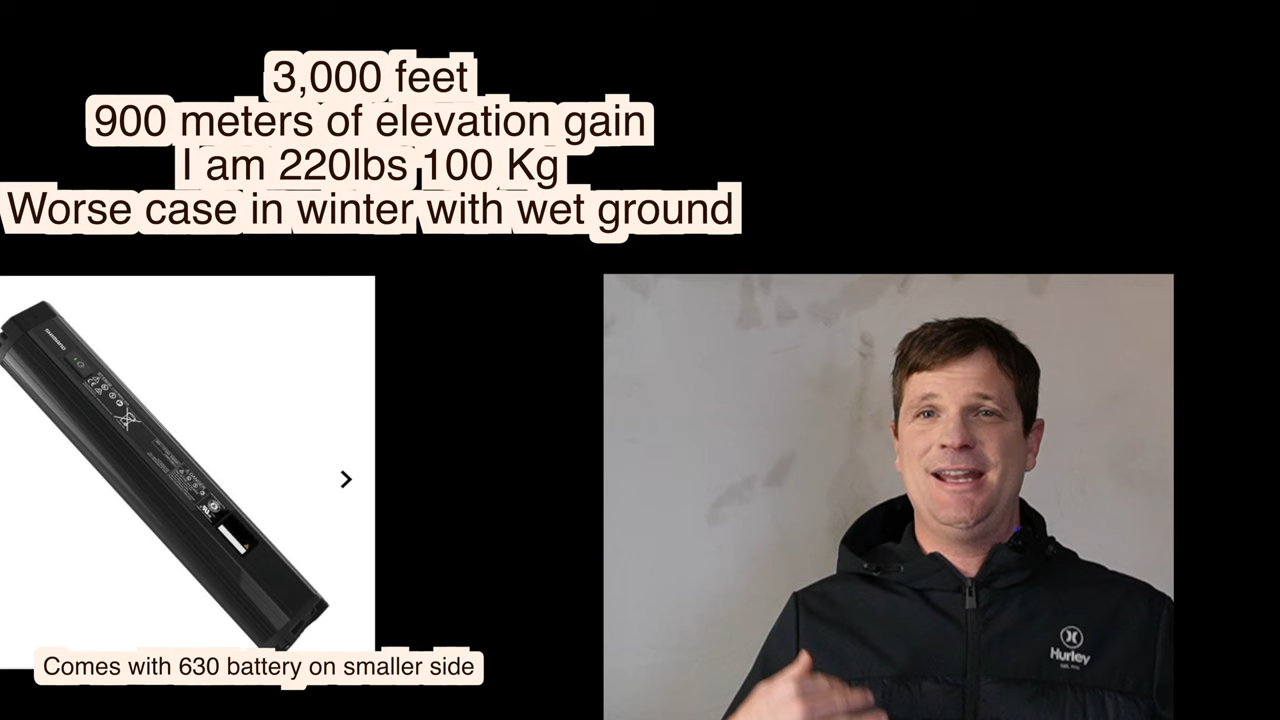 3,000 feet
900 meters of elevation gain
I am 220lbs 100 Kg
Worse case in winter with wet ground
SHIMANO
Comes with 630 battery on smaller side
Hurley